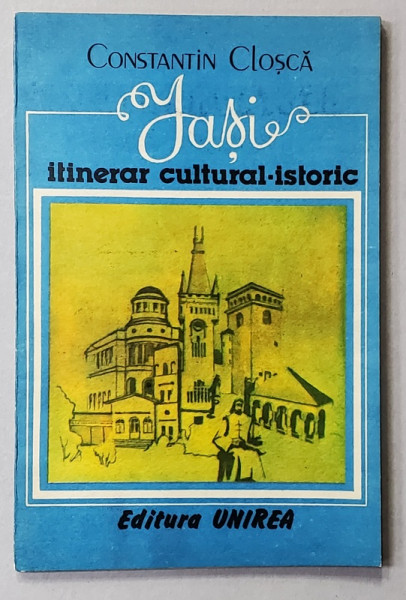 CONSTANTIN CLOȘCĂ
Iași
itinerar cultural-istoric
Editura UNIREA